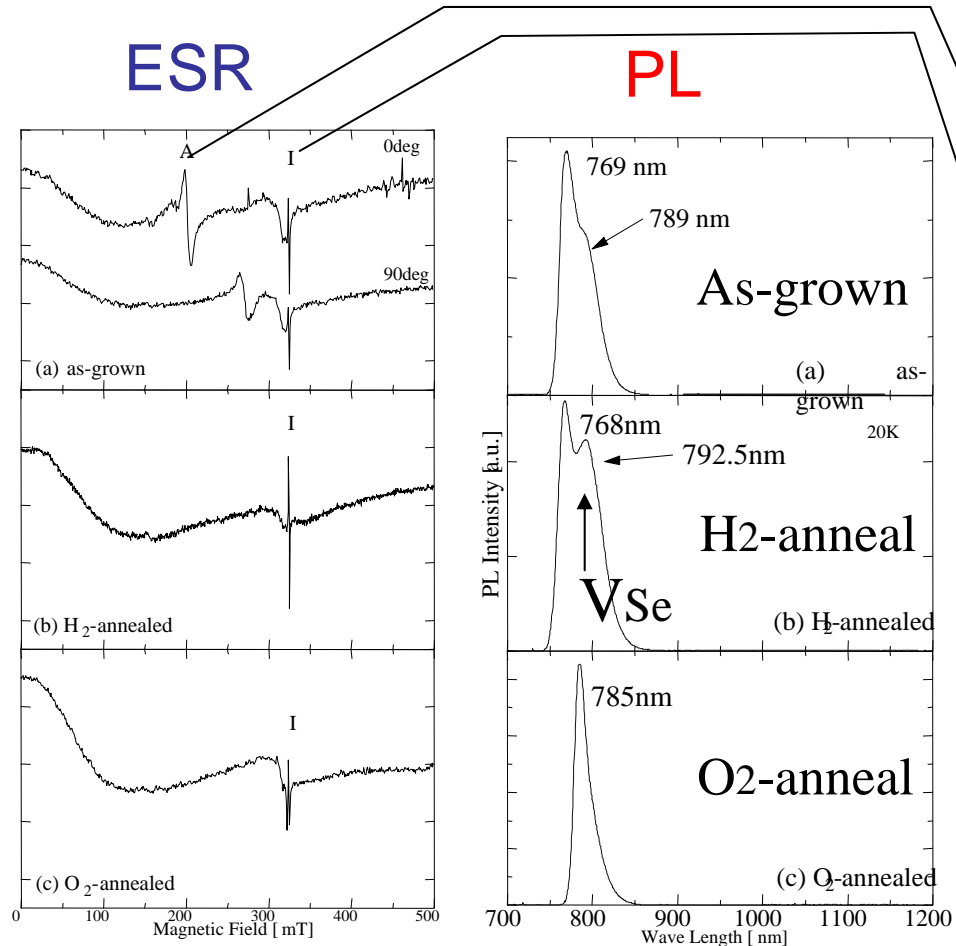 ESR
PL
A
I
0deg
90deg
(a) as-grown
I
(b) H2-annealed
I
(c) O2-annealed
0 100 200 300 400 500
Magnetic Field [ mT]
769 nm
789 nm
As-grown
(a) as-
grown
20K
768nm
792.5nm
H2-anneal
VSe
(b) H2-annealed
785nm
O2-anneal
(c) O2-annealed
PL Intensity [a.u.]
700 800 900 1000 1100 1200
Wave Length [ nm]